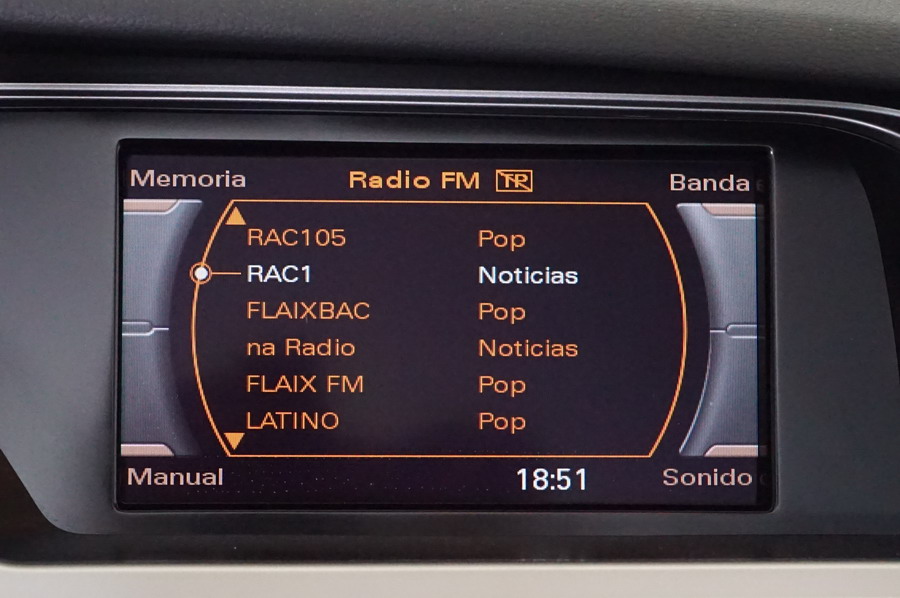 Memoria Radio FM TP Banda
RAC105 Pop
RAC1 Noticias
FLAIXBAC Pop
na Radio Noticias
FLAIX FM Pop
LATINO Pop
Manual 18:51 Sonido